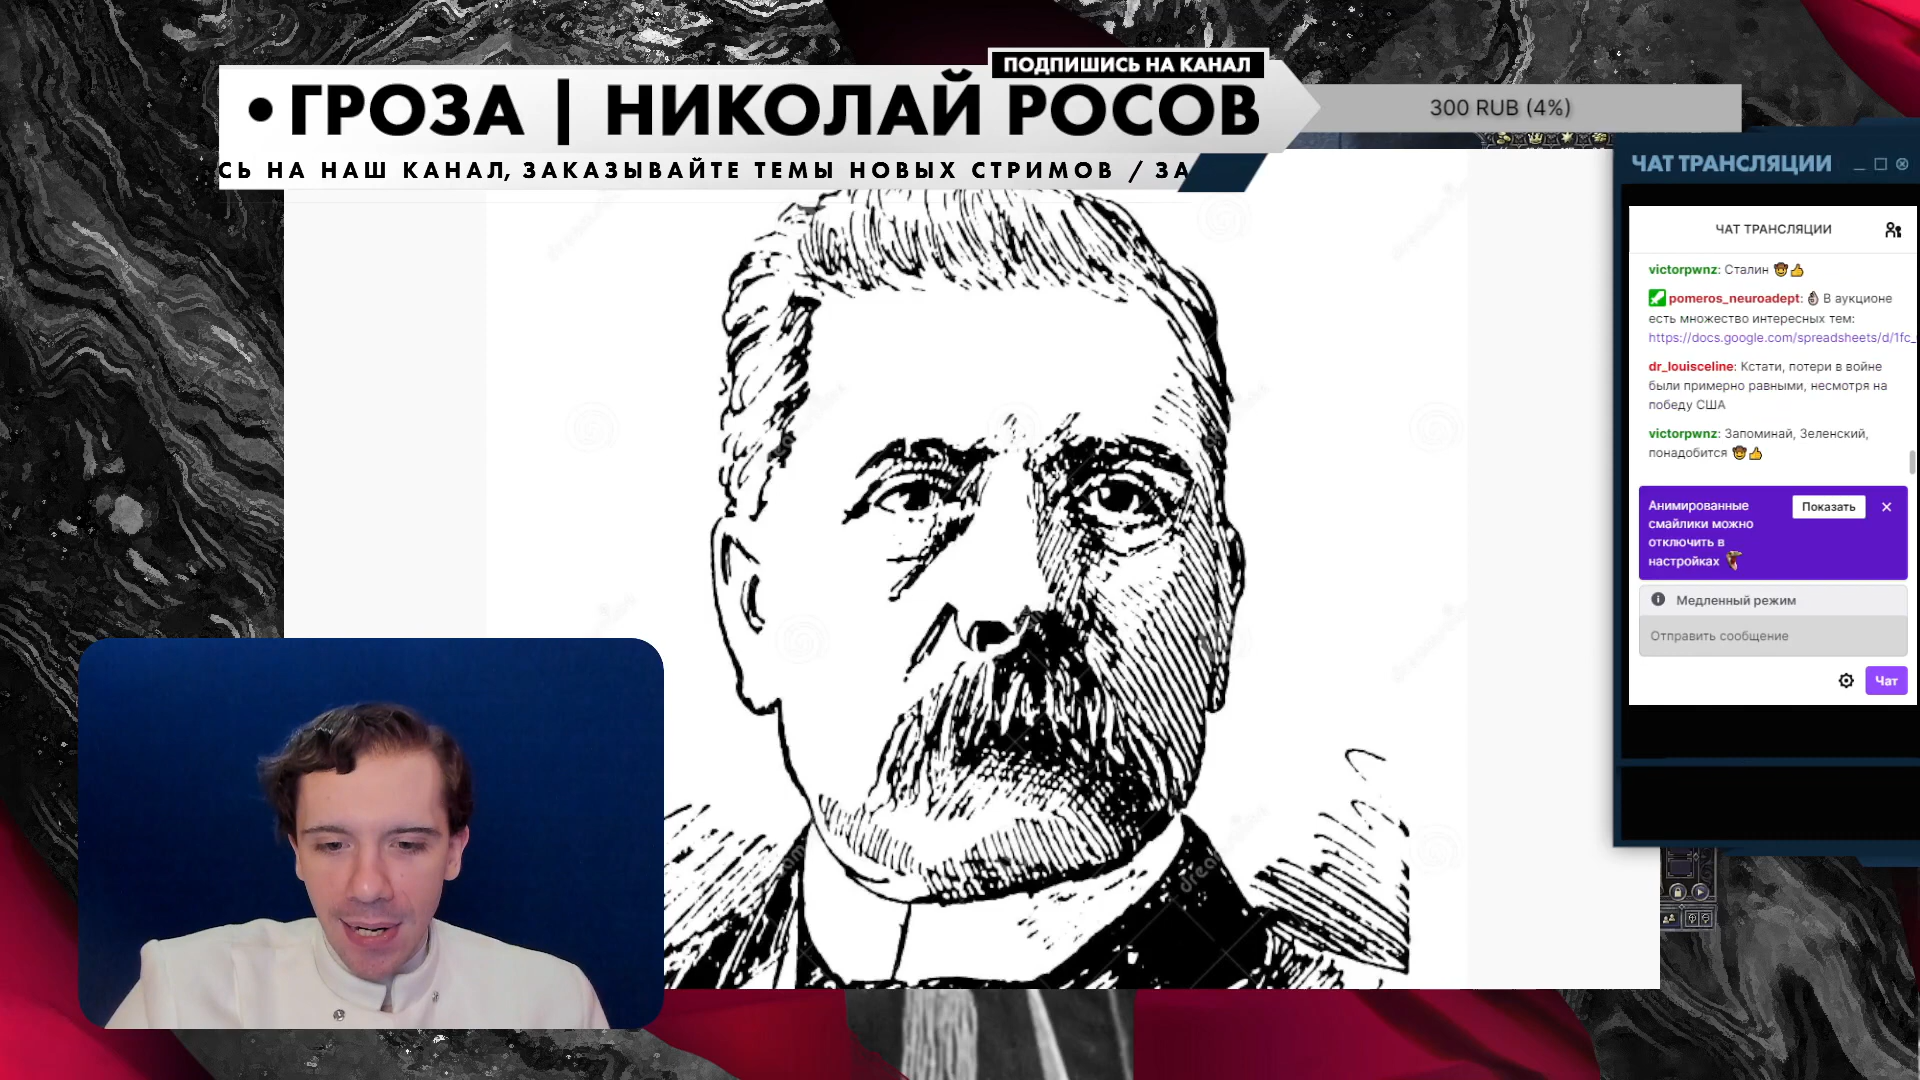 ПОДПИШИСЬ НА КАНАЛ
•ГРОЗА | НИКОЛАЙ РОСОВ
300 RUB (4%)
СЬ НА НАШ КАНАЛ, ЗАКАЗЫВАЙТЕ ТЕМЫ НОВЫХ СТРИМОВ / ЗА
ЧАТ ТРАНСЛЯЦИИ
ЧАТ ТРАНСЛЯЦИИ
victorpwnz: Сталин 🤠👍
pomeros_neuroadept: 👌 В аукционе
есть множество интересных тем:
https://docs.google.com/spreadsheets/d/1fc_
dr_louisceline: Кстати, потери в войне
были примерно равными, несмотря на
победу США
victorpwnz: Запоминай, Зеленский,
понадобится 🤠👍
Анимированные
смайлики можно
отключить в
настройках
Показать
Медленный режим
Отправить сообщение
Чат